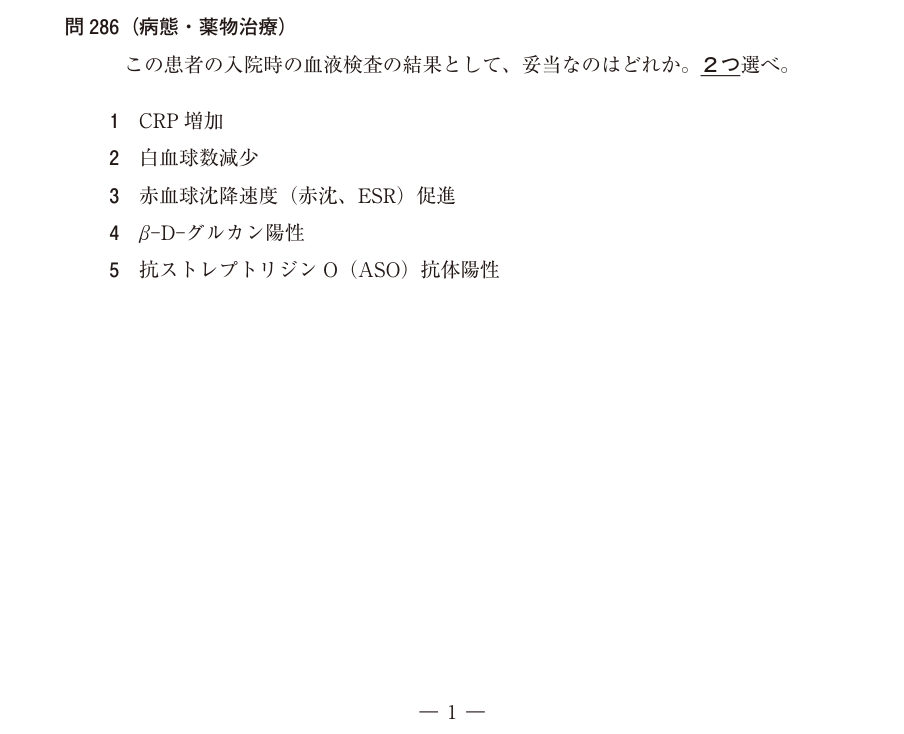 問 286（病態・薬物治療）
この患者の入院時の血液検査の結果として、妥当なのはどれか。２つ選べ。
1 CRP 増加
2 白血球数減少
3 赤血球沈降速度（赤沈、ESR）促進
4 β-D-グルカン陽性
5 抗ストレプトリジン O（ASO）抗体陽性
― 1 ―